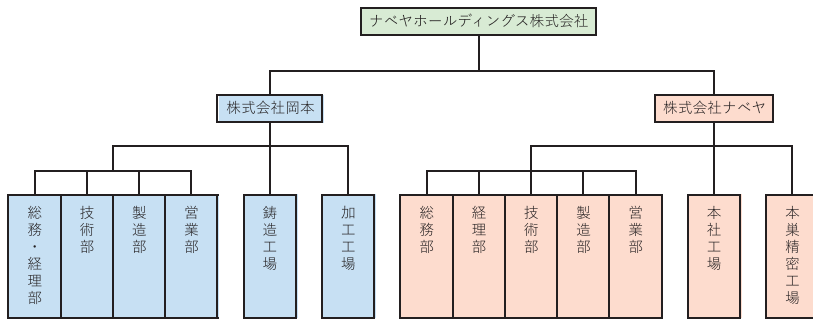 ナベヤホールディングス株式会社
株式会社岡本
株式会社ナベヤ
総務・経理部
技術部
製造部
営業部
鋳造工場
加工工場
総務部
経理部
技術部
製造部
営業部
本社工場
本巣精密工場